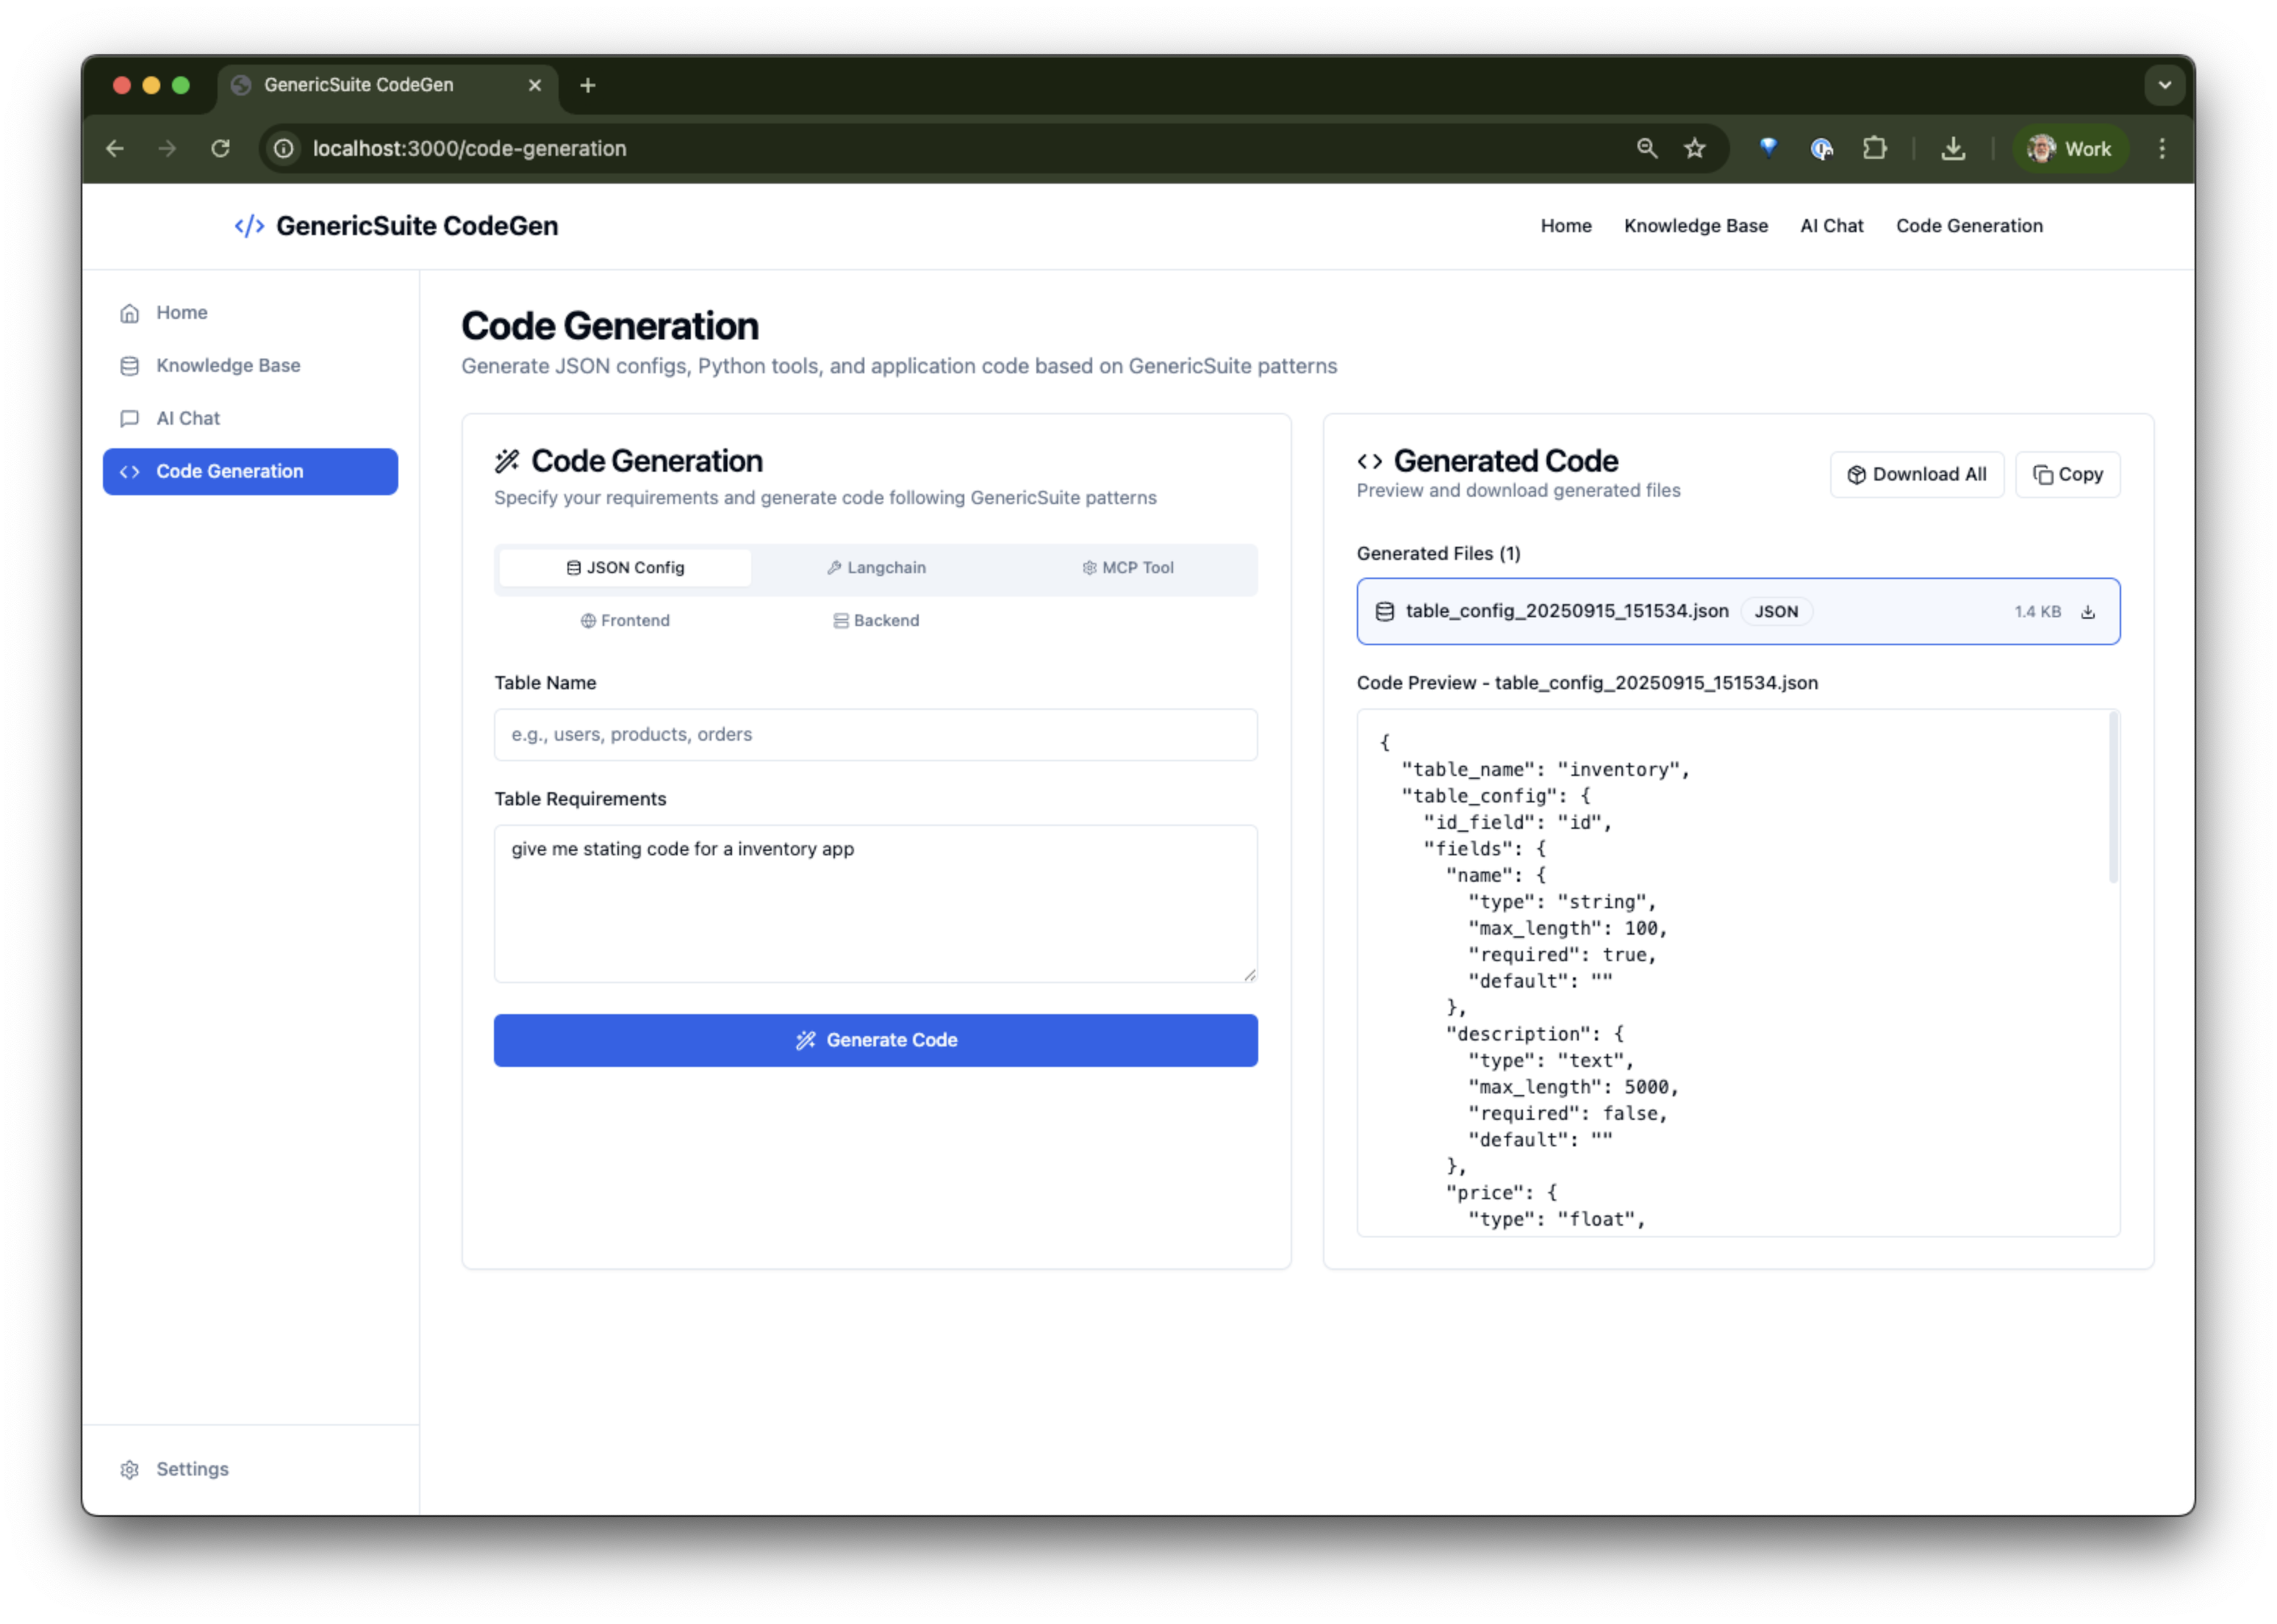 GenericSuite CodeGen
localhost:3000/code-generation
Work
</> GenericSuite CodeGen
Home Knowledge Base AI Chat Code Generation
Home
Knowledge Base
AI Chat
Code Generation
Settings
Code Generation
Generate JSON configs, Python tools, and application code based on GenericSuite patterns
Code Generation
Specify your requirements and generate code following GenericSuite patterns
JSON Config Langchain MCP Tool
Frontend Backend
Table Name
e.g., users, products, orders
Table Requirements
give me stating code for a inventory app
Generate Code
Generated Code
Preview and download generated files
Download All Copy
Generated Files (1)
table_config_20250915_151534.json JSON 1.4 KB
Code Preview - table_config_20250915_151534.json
{
"table_name": "inventory",
"table_config": {
"id_field": "id",
"fields": {
"name": {
"type": "string",
"max_length": 100,
"required": true,
"default": ""
},
"description": {
"type": "text",
"max_length": 5000,
"required": false,
"default": ""
},
"price": {
"type": "float",